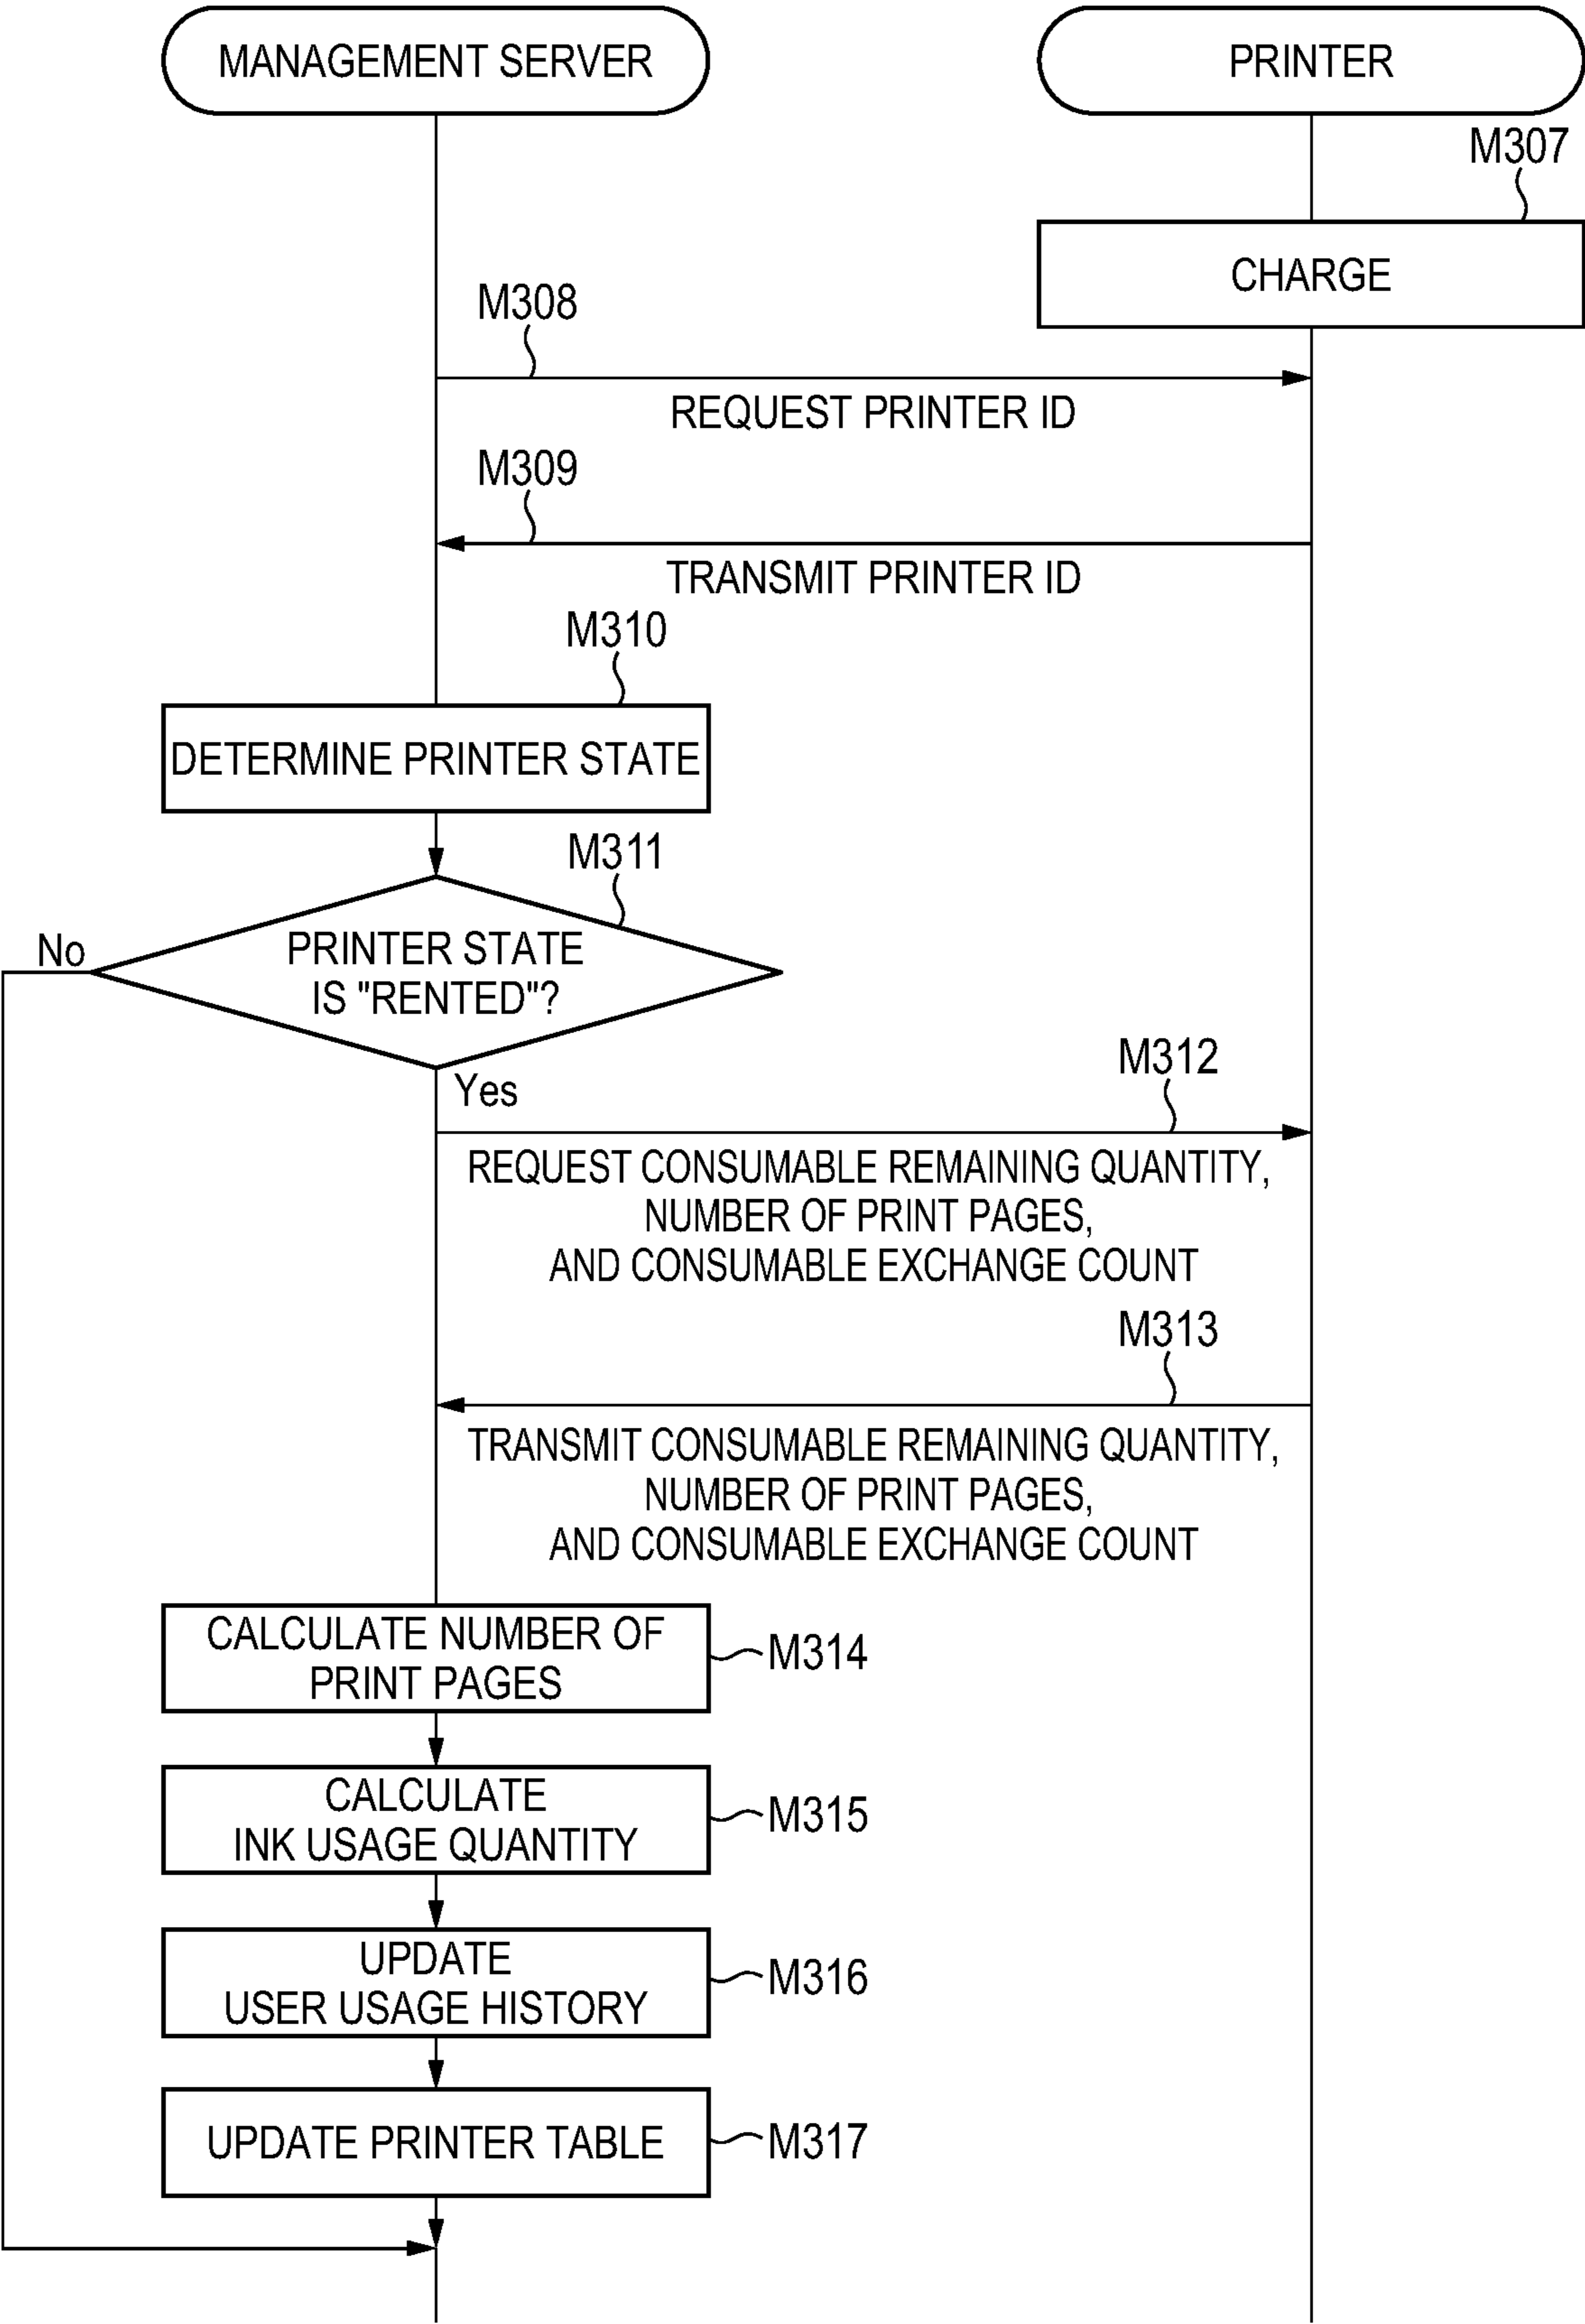 MANAGEMENT SERVER
PRINTER
M307
CHARGE
M308
REQUEST PRINTER ID
M309
TRANSMIT PRINTER ID
M310
DETERMINE PRINTER STATE
M311
No
PRINTER STATE
IS "RENTED"?
Yes
M312
REQUEST CONSUMABLE REMAINING QUANTITY,
NUMBER OF PRINT PAGES,
AND CONSUMABLE EXCHANGE COUNT
M313
TRANSMIT CONSUMABLE REMAINING QUANTITY,
NUMBER OF PRINT PAGES,
AND CONSUMABLE EXCHANGE COUNT
CALCULATE NUMBER OF
PRINT PAGES
M314
CALCULATE
INK USAGE QUANTITY
M315
UPDATE
USER USAGE HISTORY
M316
UPDATE PRINTER TABLE
M317